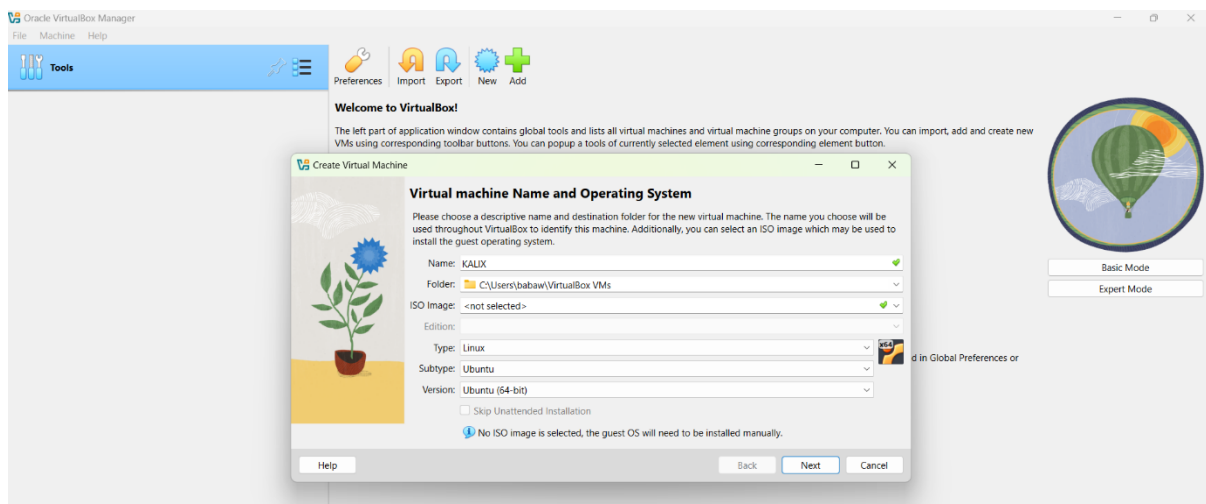 Oracle VirtualBox Manager
File Machine Help
Tools
Preferences Import Export New Add
Welcome to VirtualBox!
The left part of application window contains global tools and lists all virtual machines and virtual machine groups on your computer. You can import, add and create new
VMs using corresponding toolbar buttons. You can popup a tools of currently selected element using corresponding element button.
Create Virtual Machine
Virtual machine Name and Operating System
Please choose a descriptive name and destination folder for the new virtual machine. The name you choose will be
used throughout VirtualBox to identify this machine. Additionally, you can select an ISO image which may be used to
install the guest operating system.
Name: KALIX
Folder: C:\Users\babaw\VirtualBox VMs
ISO Image: <not selected>
Edition:
Type: Linux
x64
Subtype: Ubuntu
Version: Ubuntu (64-bit)
Skip Unattended Installation
No ISO image is selected, the guest OS will need to be installed manually.
Help Back Next Cancel
d in Global Preferences or
Basic Mode
Expert Mode